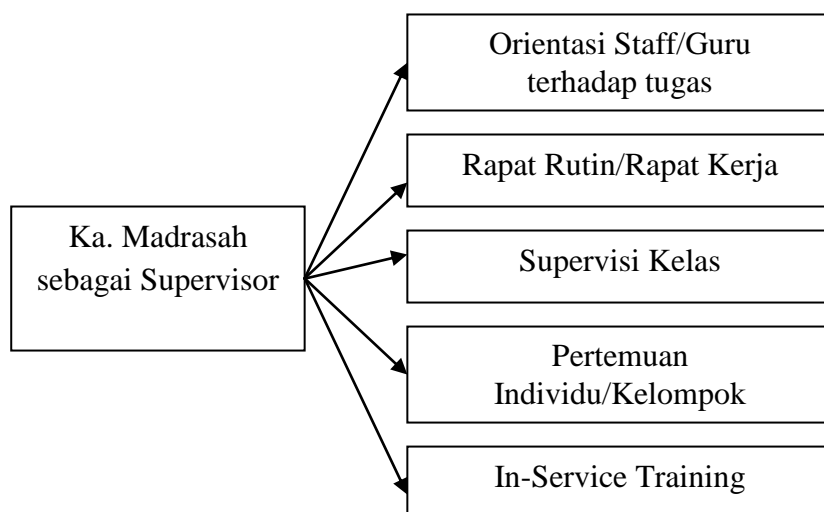 Orientasi Staff/Guru
terhadap tugas
Rapat Rutin/Rapat Kerja
Ka. Madrasah
sebagai Supervisor
Supervisi Kelas
Pertemuan
Individu/Kelompok
In-Service Training